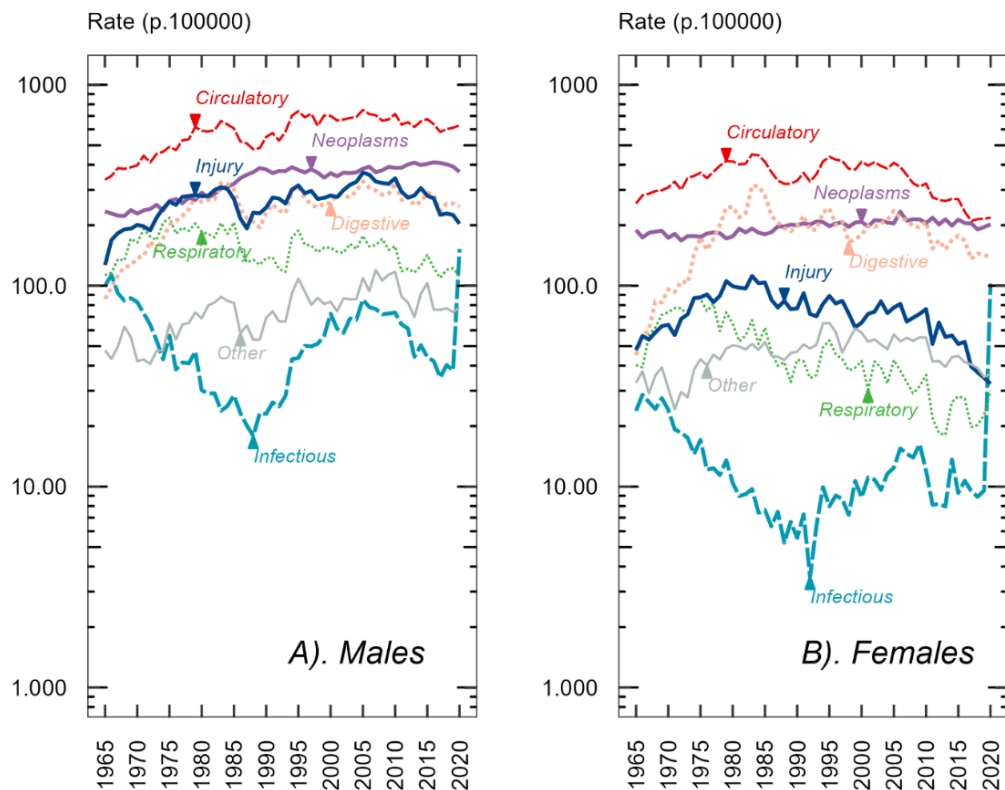 Rate (p.100000)
1000
100.0
10.00
1.000
Circulatory
Neoplasms
Injury
Digestive
Respiratory
Other
Infectious
A). Males
1965
1970
1975
1980
1985
1990
1995
2000
2005
2010
2015
2020
Rate (p.100000)
1000
100.0
10.00
1.000
Circulatory
Neoplasms
Digestive
Injury
Other
Respiratory
Infectious
B). Females
1965
1970
1975
1980
1985
1990
1995
2000
2005
2010
2015
2020